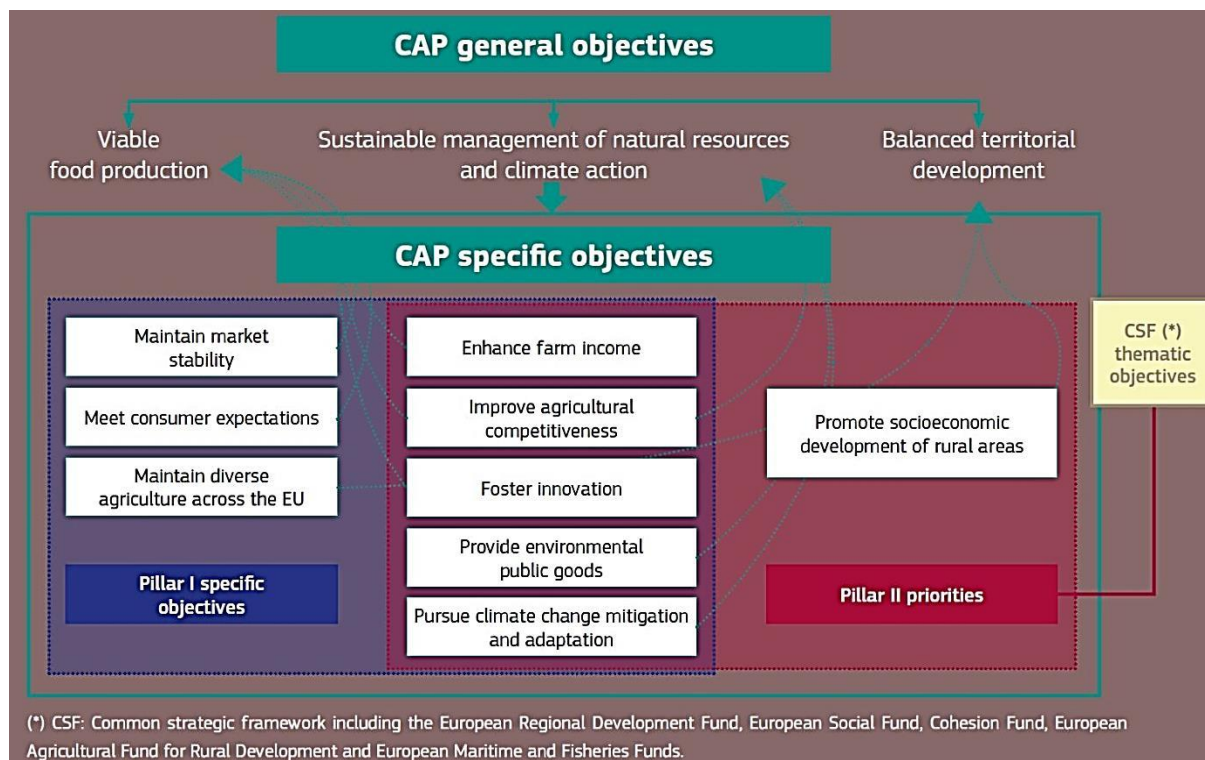 CAP general objectives
Viable
food production
Sustainable management of natural resources
and climate action
Balanced territorial
development
CAP specific objectives
Maintain market
stability
Meet consumer expectations
Maintain diverse
agriculture across the EU
Pillar I specific
objectives
Enhance farm income
Improve agricultural
competitiveness
Foster innovation
Provide environmental
public goods
Pursue climate change mitigation
and adaptation
Promote socioeconomic
development of rural areas
Pillar II priorities
CSF (*)
thematic
objectives
(*) CSF: Common strategic framework including the European Regional Development Fund, European Social Fund, Cohesion Fund, European
Agricultural Fund for Rural Development and European Maritime and Fisheries Funds.